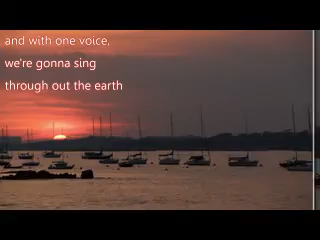 and with one voice,
we're gonna sing
through out the earth